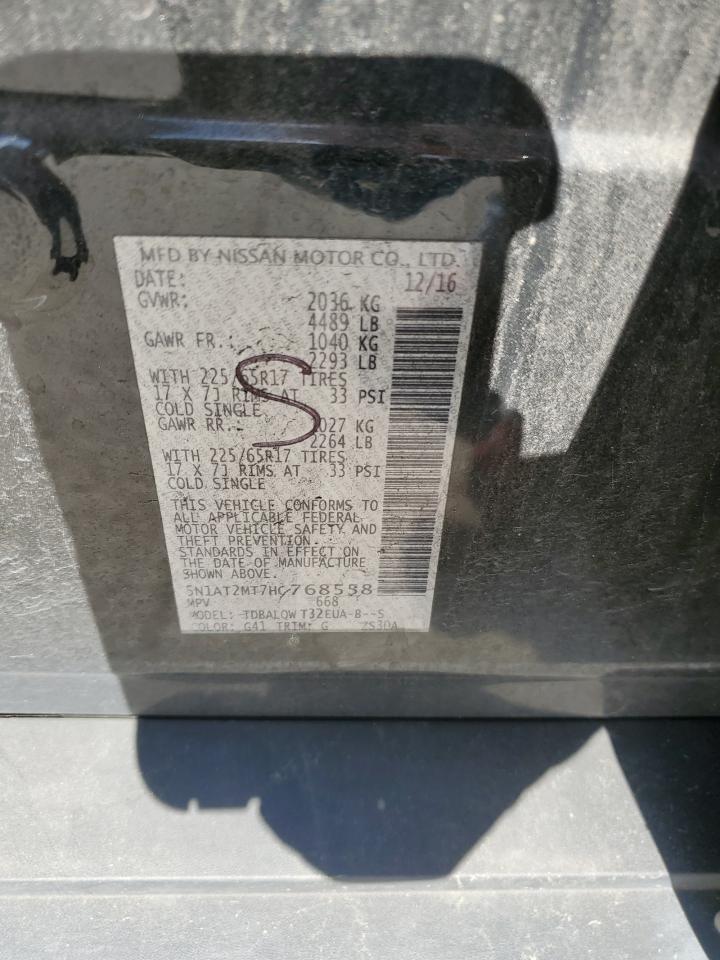 MFD BY NISSAN MOTOR CO., LTD.
DATE: 12/16
GVWR: 2036 KG
4489 LB
GAWR FR.: 1040 KG
2293 LB
WITH 225/65R17 TIRES
17 X 7J RIMS AT 33 PSI
COLD SINGLE
GAWR RR.: 1027 KG
2264 LB
WITH 225/65R17 TIRES
17 X 7J RIMS AT 33 PSI
COLD SINGLE
THIS VEHICLE CONFORMS TO
ALL APPLICABLE FEDERAL
MOTOR VEHICLE SAFETY AND
THEFT PREVENTION
STANDARDS IN EFFECT ON
THE DATE OF MANUFACTURE
SHOWN ABOVE.
5N1AT2MT7HC768558
MPV 668
MODEL: TDBALQW T32EUA-B--S
COLOR: G41 TRIM: G ZS30A
S